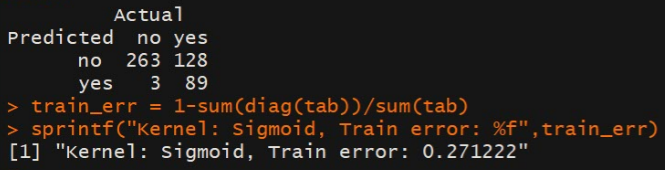 Actual
Predicted no yes
no 263 128
yes 3 89
> train_err = 1-sum(diag(tab))/sum(tab)
> sprintf("Kernel: Sigmoid, Train error: %f",train_err)
[1] "Kernel: Sigmoid, Train error: 0.271222"